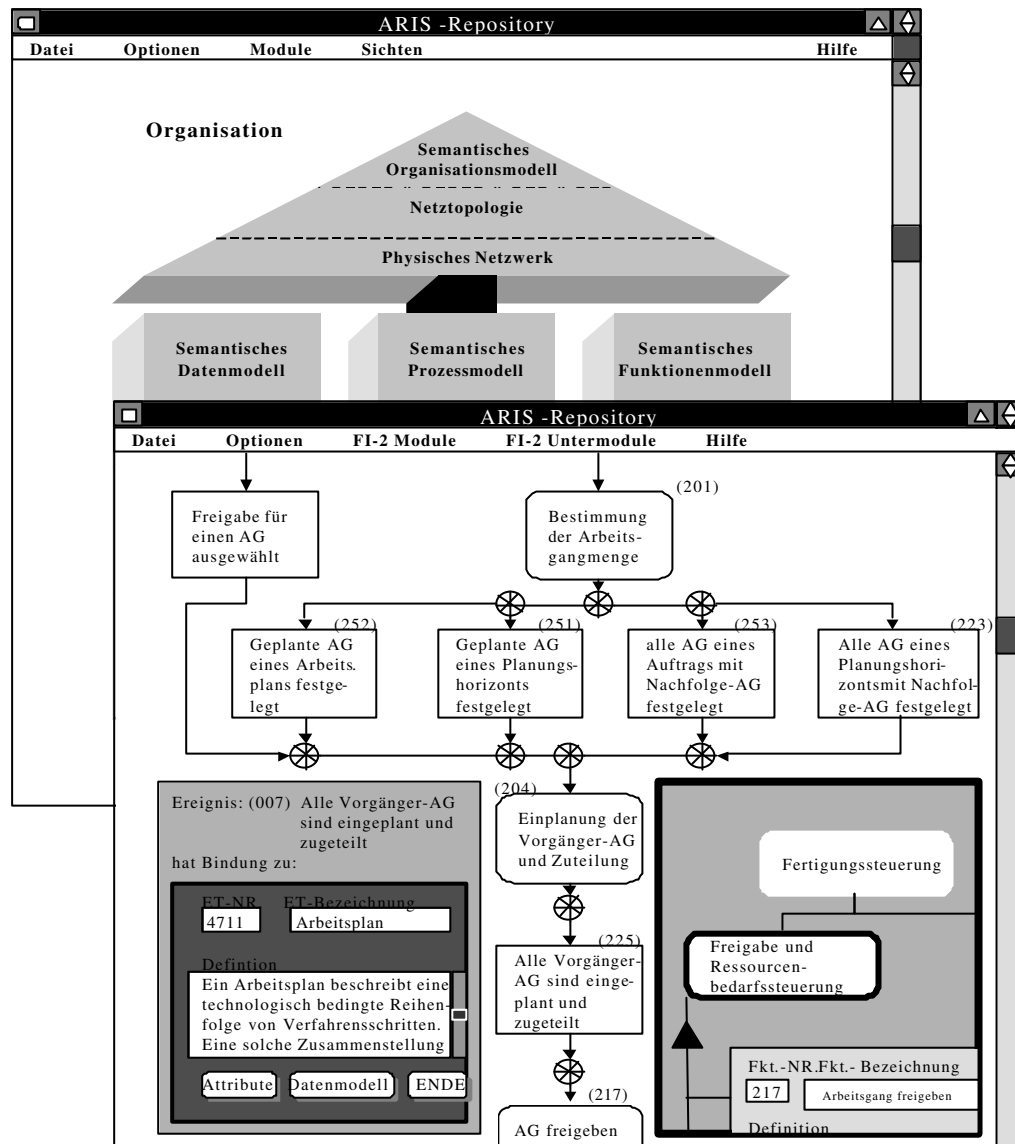 ARIS -Repository
Datei Optionen Module Sichten Hilfe
Organisation
Semantisches
Organisationsmodell
Netztopologie
Physisches Netzwerk
Semantisches
Datenmodell
Semantisches
Prozessmodell
Semantisches
Funktionenmodell
ARIS -Repository
Datei Optionen FI-2 Module FI-2 Untermodule Hilfe
Freigabe für
einen AG
ausgewählt
(201)
Bestimmung
der Arbeits-
gangmenge
(252)
Geplante AG
eines Arbeits.
plans festge-
legt
(251)
Geplante AG
eines Planungs-
horizonts
festgelegt
(253)
alle AG eines
Auftrags mit
Nachfolge-AG
festgelegt
(223)
Alle AG eines
Planungshori-
zontsmit Nachfol-
ge-AG festgelegt
Ereignis: (007) Alle Vorgänger-AG
sind eingeplant und
zugeteilt
hat Bindung zu:
ET-NR ET-Bezeichnung
4711 Arbeitsplan
Defintion
Ein Arbeitsplan beschreibt eine
technologisch bedingte Reihen-
folge von Verfahrensschritten.
Eine solche Zusammenstellung
Attribute Datenmodell ENDE
(204)
Einplanung der
Vorgänger-AG
und Zuteilung
(225)
Alle Vorgänger-
AG sind einge-
plant und
zugeteilt
(217)
AG freigeben
Fertigungssteuerung
Freigabe und
Ressourcen-
bedarfssteuerung
Fkt.-NR.Fkt.- Bezeichnung
217 Arbeitsgang freigeben
Definition